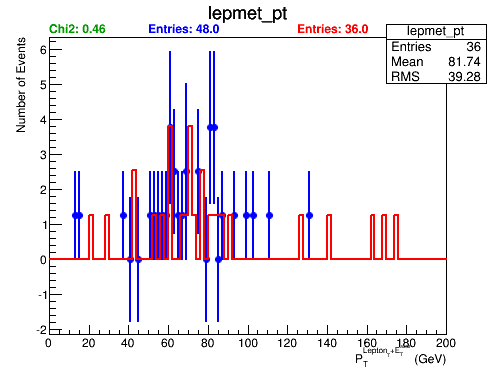 lepmet_pt
Chi2: 0.46 Entries: 48.0 Entries: 36.0
lepmet_pt
Entries 36
Mean 81.74
RMS 39.28
Number of Events
6
5
4
3
2
1
0
-1
-2
0 20 40 60 80 100 120 140 160 180 200
P_T^{Lepton_T+E_T} (GeV)